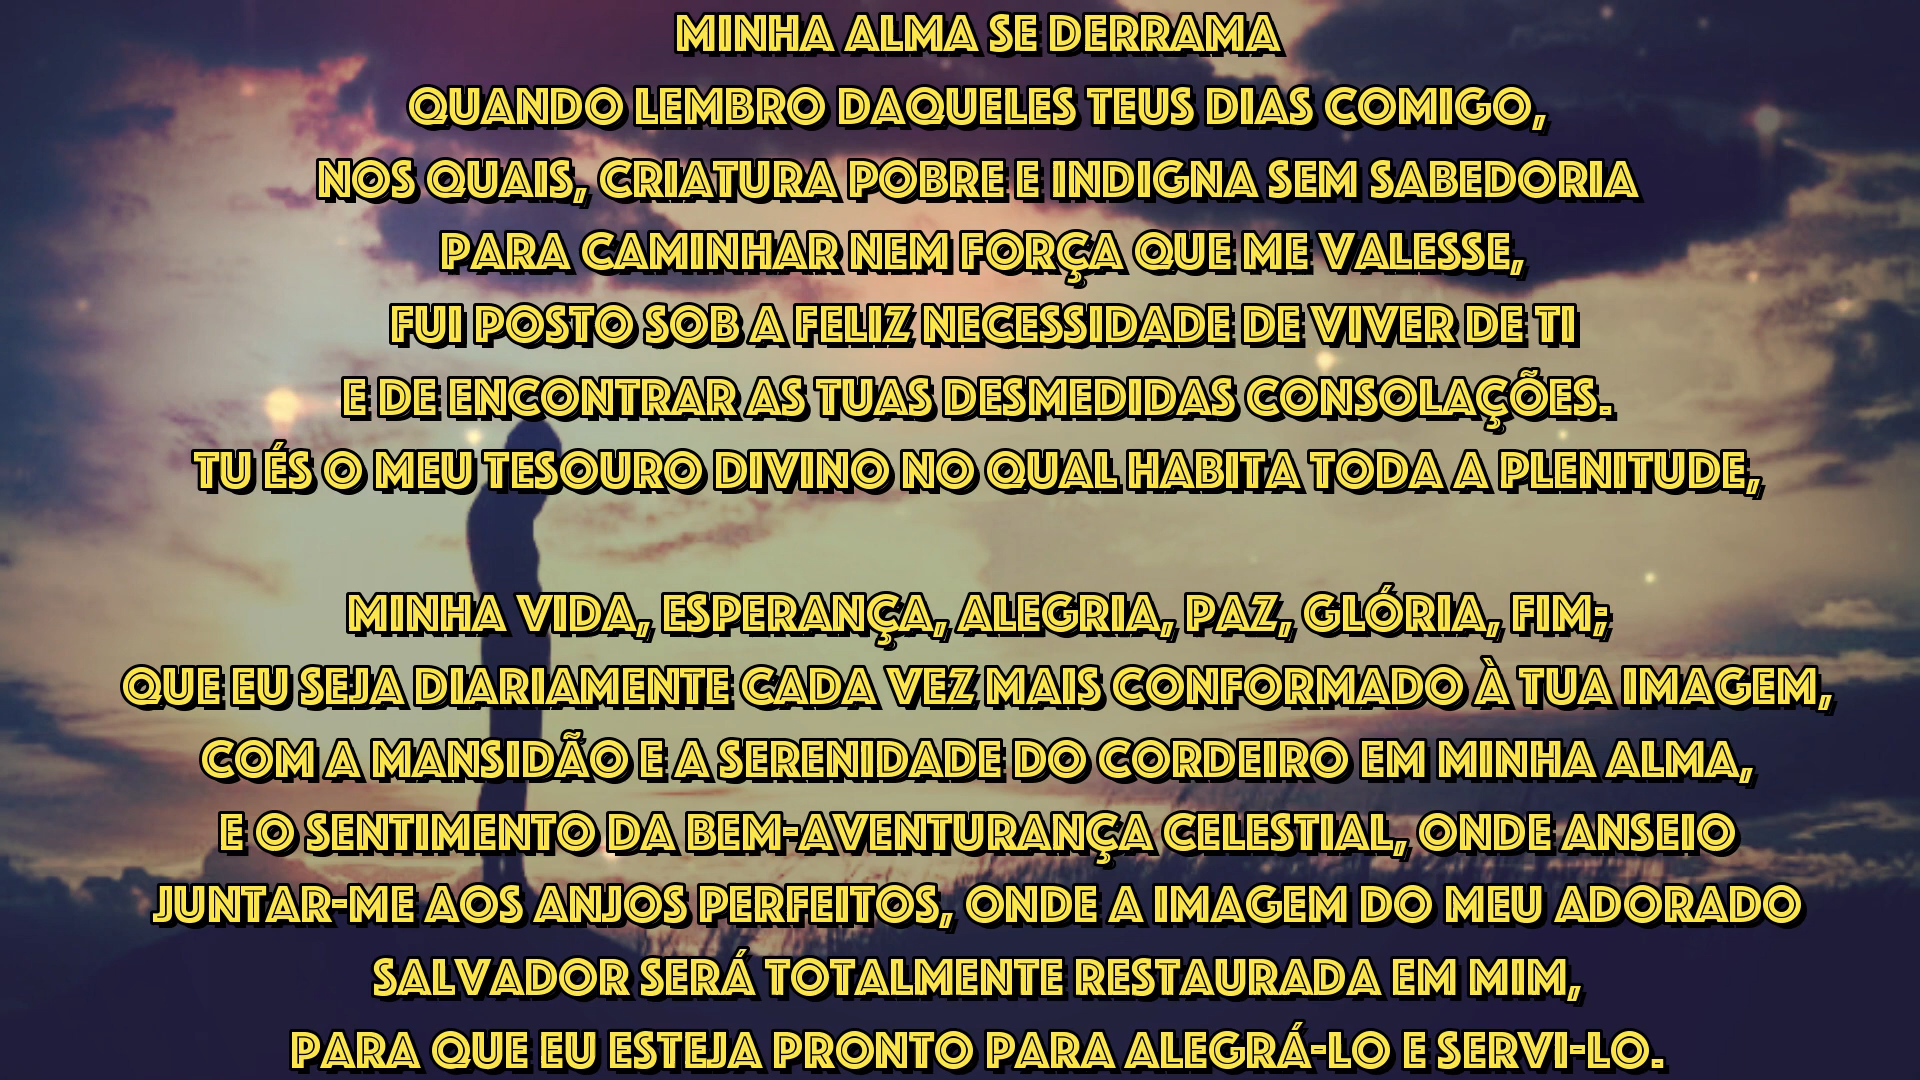 MINHA ALMA SE DERRAMA
QUANDO LEMBRO DAQUELES TEUS DIAS COMIGO,
NOS QUAIS, CRIATURA POBRE E INDIGNA SEM SABEDORIA
PARA CAMINHAR NEM FORÇA QUE ME VALESSE,
FUI POSTO SOB A FELIZ NECESSIDADE DE VIVER DE TI
E DE ENCONTRAR AS TUAS DESMEDIDAS CONSOLAÇÕES.
TU ÉS O MEU TESOURO DIVINO NO QUAL HABITA TODA A PLENITUDE,
MINHA VIDA, ESPERANÇA, ALEGRIA, PAZ, GLÓRIA, FIM;
QUE EU SEJA DIARIAMENTE CADA VEZ MAIS CONFORMADO À TUA IMAGEM,
COM A MANSIDÃO E A SERENIDADE DO CORDEIRO EM MINHA ALMA,
E O SENTIMENTO DA BEM-AVENTURANÇA CELESTIAL, ONDE ANSEIO
JUNTAR-ME AOS ANJOS PERFEITOS, ONDE A IMAGEM DO MEU ADORADO
SALVADOR SERÁ TOTALMENTE RESTAURADA EM MIM,
PARA QUE EU ESTEJA PRONTO PARA ALEGRÁ-LO E SERVI-LO.